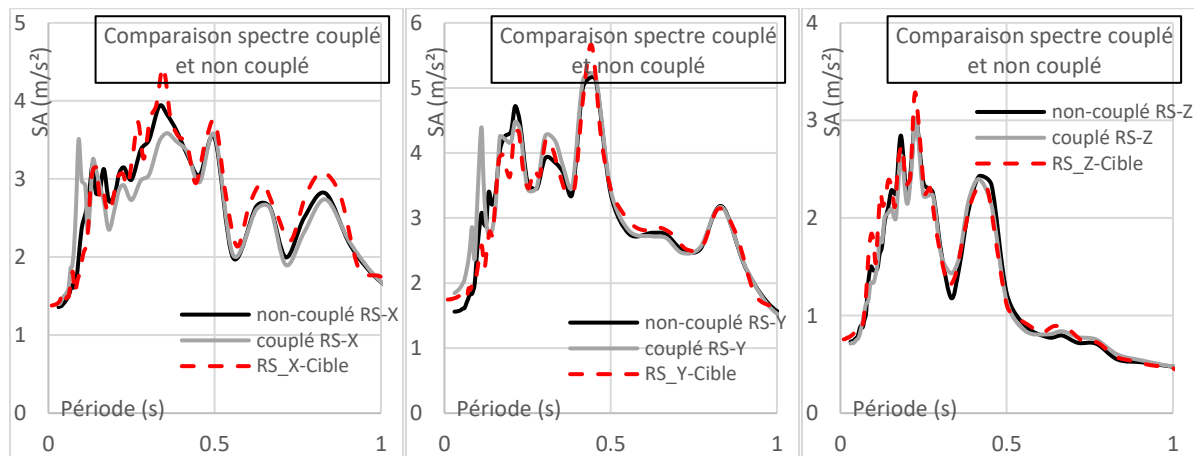 5
4
3
2
1
0
SA (m/s²)
Comparaison spectre couplé
et non couplé
non-couplé RS-X
couplé RS-X
RS_X-Cible
Période (s)
0
0.5
1
6
5
4
3
2
1
0
SA (m/s²)
Comparaison spectre couplé
et non couplé
non-couplé RS-Y
couplé RS-Y
RS_Y-Cible
Période (s)
0
0.5
1
4
3
2
1
0
SA (m/s²)
Comparaison spectre couplé
et non couplé
non-couplé RS-Z
couplé RS-Z
RS_Z-Cible
Période (s)
0
0.5
1